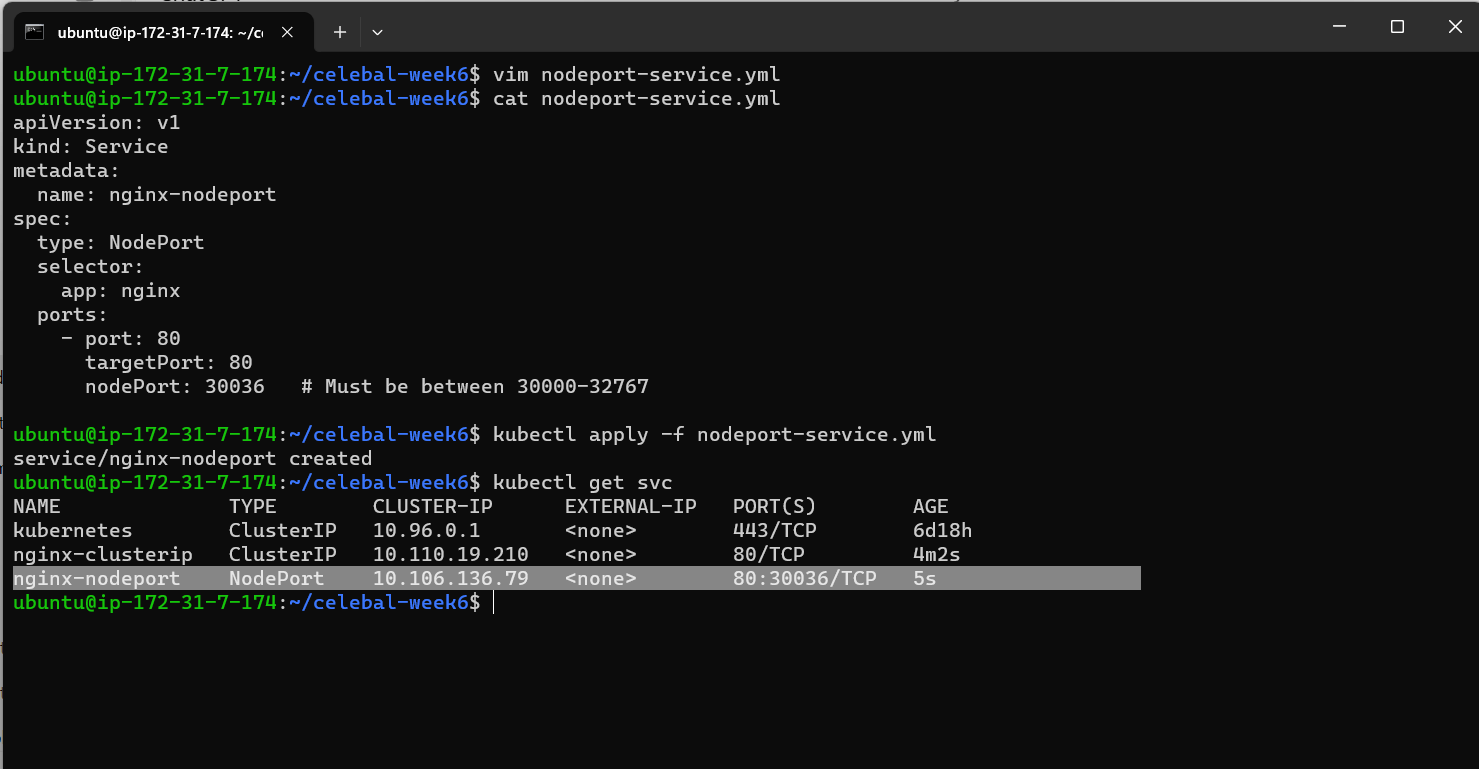 ubuntu@ip-172-31-7-174: ~/ce
ubuntu@ip-172-31-7-174:~/celebal-week6$ vim nodeport-service.yml
ubuntu@ip-172-31-7-174:~/celebal-week6$ cat nodeport-service.yml
apiVersion: v1
kind: Service
metadata:
  name: nginx-nodeport
spec:
  type: NodePort
  selector:
    app: nginx
  ports:
    - port: 80
      targetPort: 80
      nodePort: 30036   # Must be between 30000-32767
ubuntu@ip-172-31-7-174:~/celebal-week6$ kubectl apply -f nodeport-service.yml
service/nginx-nodeport created
ubuntu@ip-172-31-7-174:~/celebal-week6$ kubectl get svc
NAME              TYPE        CLUSTER-IP      EXTERNAL-IP   PORT(S)        AGE
kubernetes        ClusterIP   10.96.0.1       <none>        443/TCP        6d18h
nginx-clusterip   ClusterIP   10.110.19.210   <none>        80/TCP         4m2s
nginx-nodeport    NodePort    10.106.136.79   <none>        80:30036/TCP   5s
ubuntu@ip-172-31-7-174:~/celebal-week6$